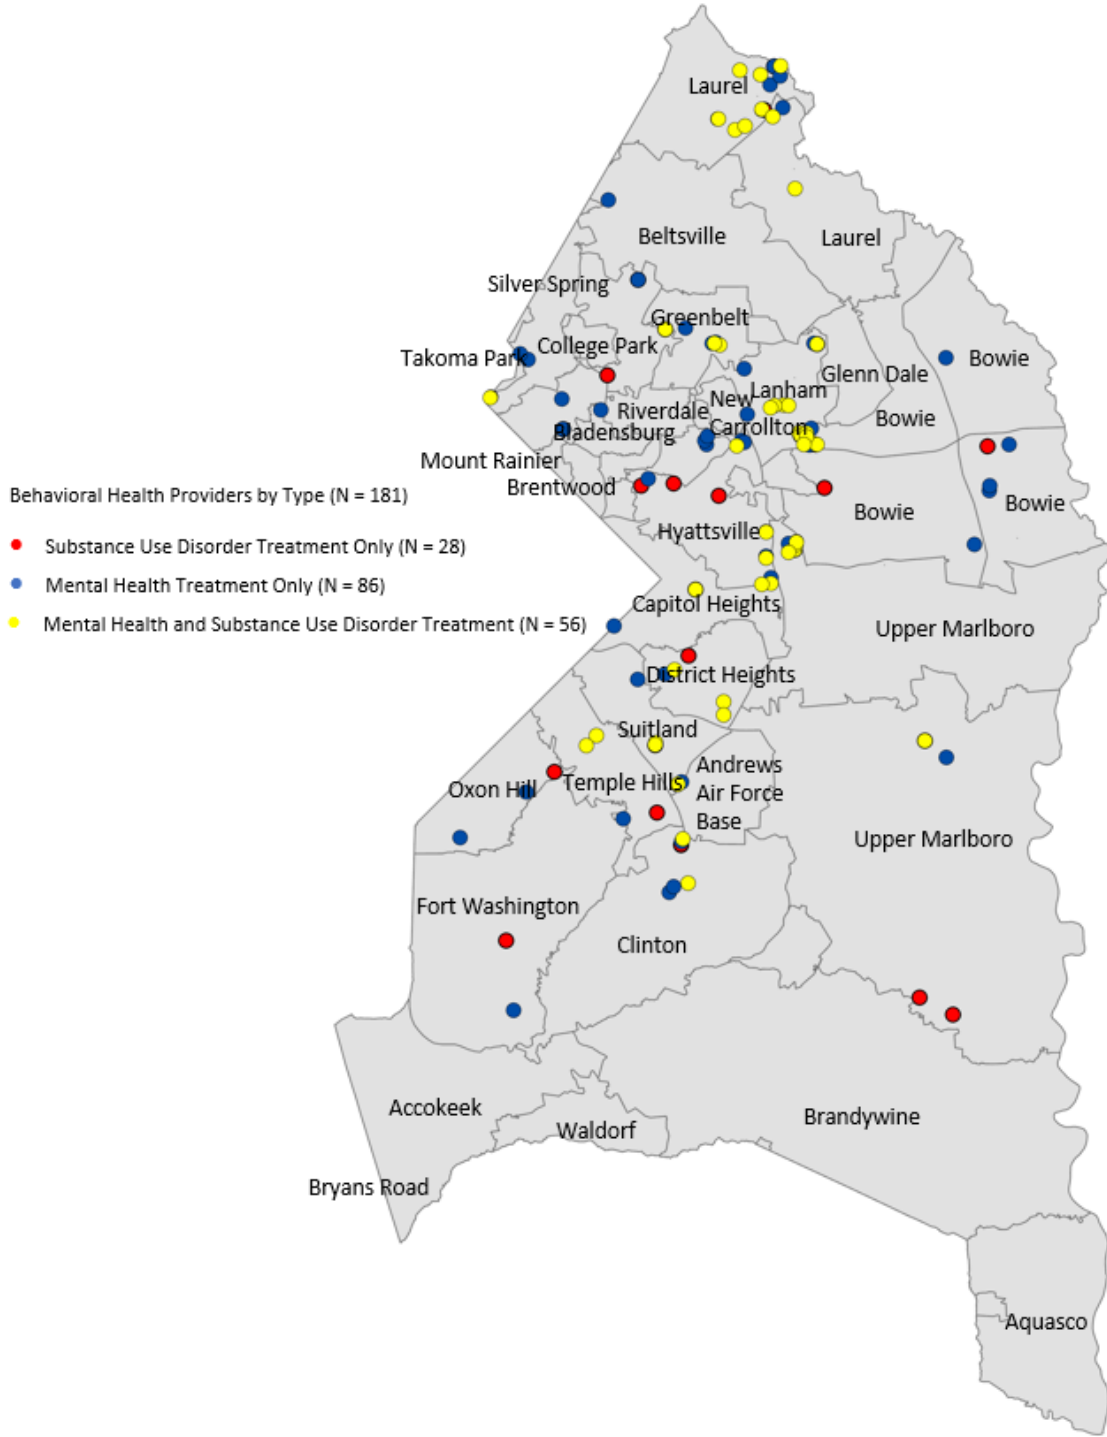 Laurel
Beltsville
Laurel
Silver Spring
Greenbelt
Takoma Park
College Park
Bowie
Glenn Dale
Lanham
New
Carrollton
Riverdale
Bowie
Bladensburg
Mount Rainier
Brentwood
Behavioral Health Providers by Type (N = 181)
Bowie
Bowie
Hyattsville
Substance Use Disorder Treatment Only (N = 28)
Mental Health Treatment Only (N = 86)
Capitol Heights
Mental Health and Substance Use Disorder Treatment (N = 56)
Upper Marlboro
District Heights
Suitland
Andrews
Air Force
Base
Oxon Hill
Temple Hills
Upper Marlboro
Fort Washington
Clinton
Accokeek
Waldorf
Brandywine
Bryans Road
Aquasco